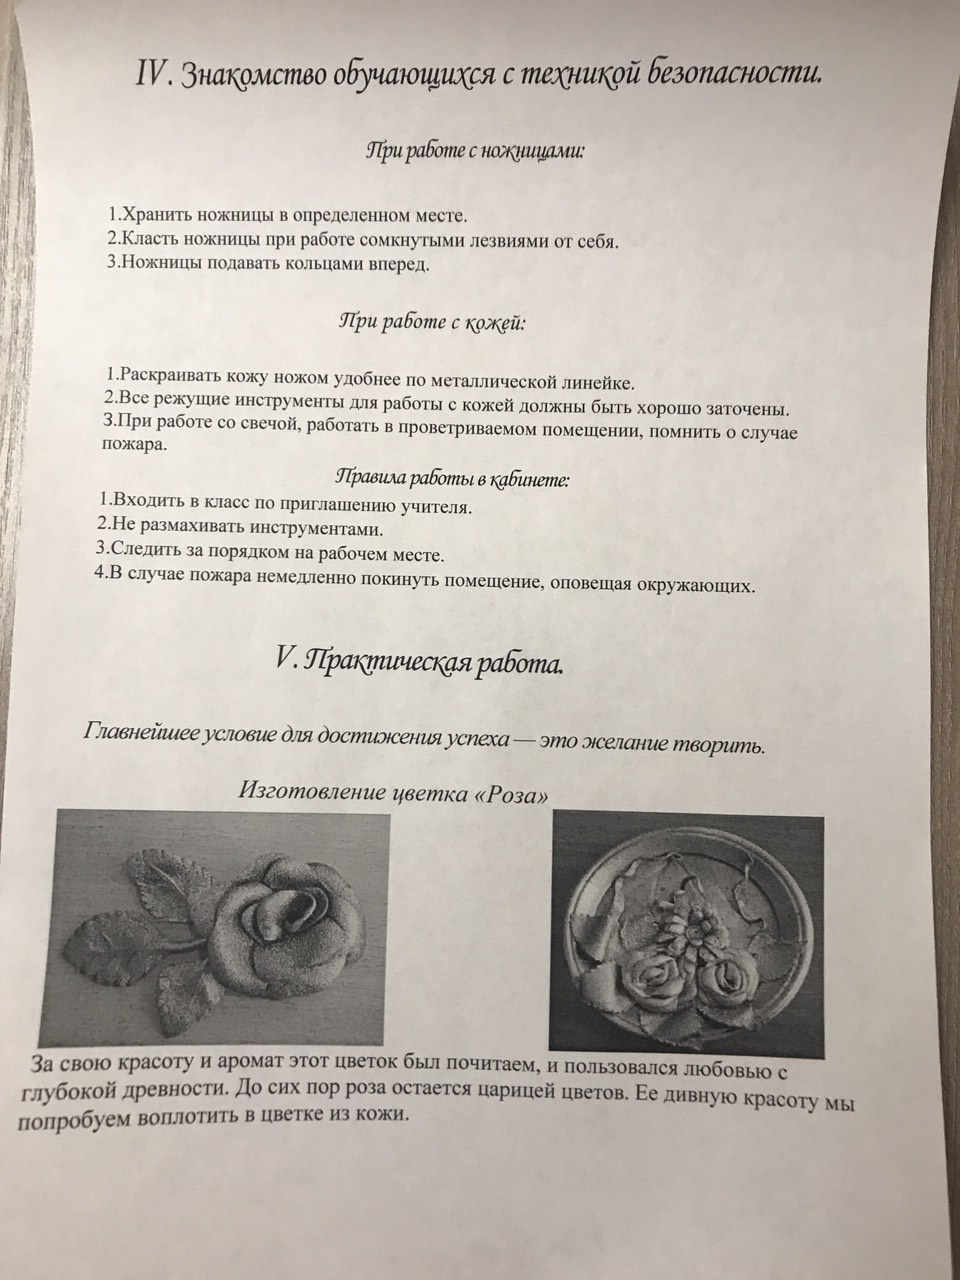 IV. Знакомство обучающихся с техникой безопасности.
При работе с ножницами:
1.Хранить ножницы в определенном месте.
2.Класть ножницы при работе сомкнутыми лезвиями от себя.
3.Ножницы подавать кольцами вперед.
При работе с кожей:
1.Раскраивать кожу ножом удобнее по металлической линейке.
2.Все режущие инструменты для работы с кожей должны быть хорошо заточены.
3.При работе со свечой, работать в проветриваемом помещении, помнить о случае
пожара.
Правила работы в кабинете:
1.Входить в класс по приглашению учителя.
2.Не размахивать инструментами.
3.Следить за порядком на рабочем месте.
4.В случае пожара немедленно покинуть помещение, оповещая окружающих.
V. Практическая работа.
Главнейшее условие для достижения успеха — это желание творить.
Изготовление цветка «Роза»
За свою красоту и аромат этот цветок был почитаем, и пользовался любовью с
глубокой древности. До сих пор роза остается царицей цветов. Ее дивную красоту мы
попробуем воплотить в цветке из кожи.